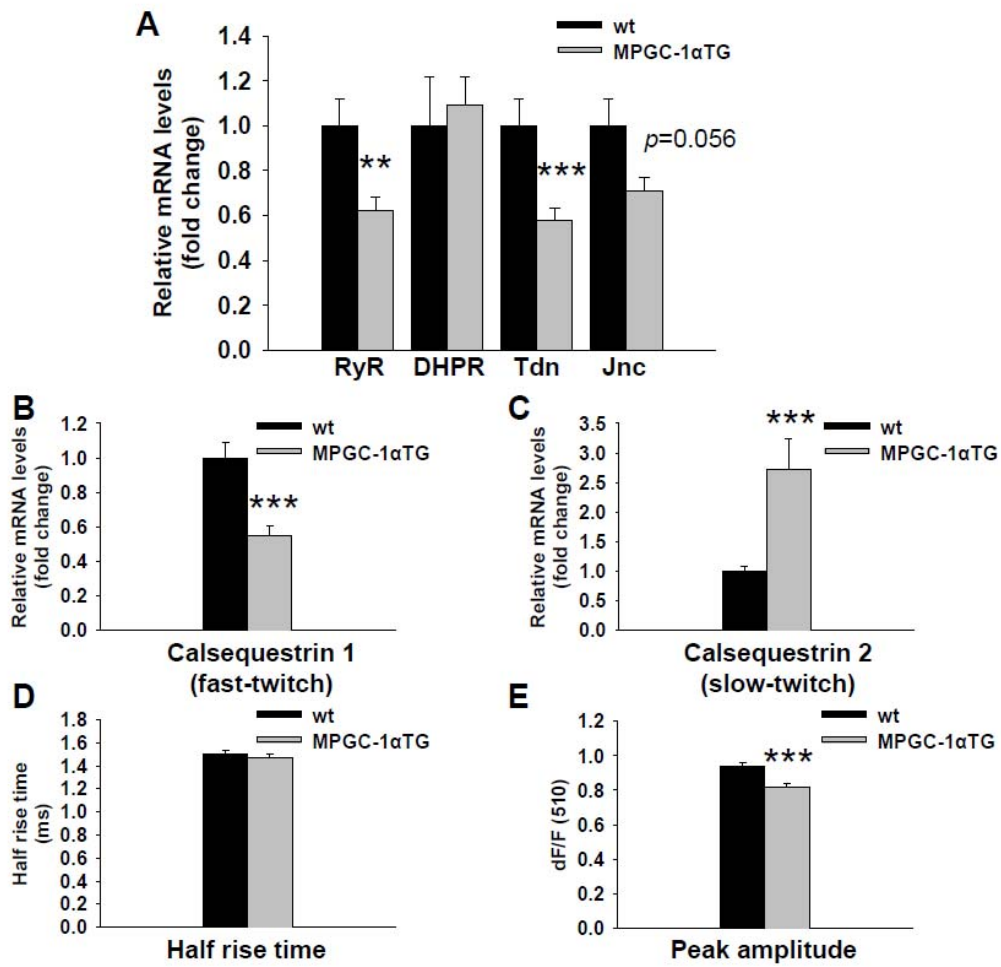 A
wt
MPGC-1αTG
Relative mRNA levels
(fold change)
1.4
1.2
1.0
0.8
0.6
0.4
0.2
0.0
**
***
p=0.056
RyR DHPR Tdn Jnc
B
wt
MPGC-1αTG
Relative mRNA levels
(fold change)
1.2
1.0
0.8
0.6
0.4
0.2
0.0
***
Calsequestrin 1
(fast-twitch)
C
wt
MPGC-1αTG
Relative mRNA levels
(fold change)
3.5
3.0
2.5
2.0
1.5
1.0
0.5
0.0
***
Calsequestrin 2
(slow-twitch)
D
wt
MPGC-1αTG
Half rise time
(ms)
1.8
1.6
1.4
1.2
1.0
0.8
0.6
0.4
0.2
0.0
Half rise time
E
wt
MPGC-1αTG
dF/F (510)
1.2
1.0
0.8
0.6
0.4
0.2
0.0
***
Peak amplitude